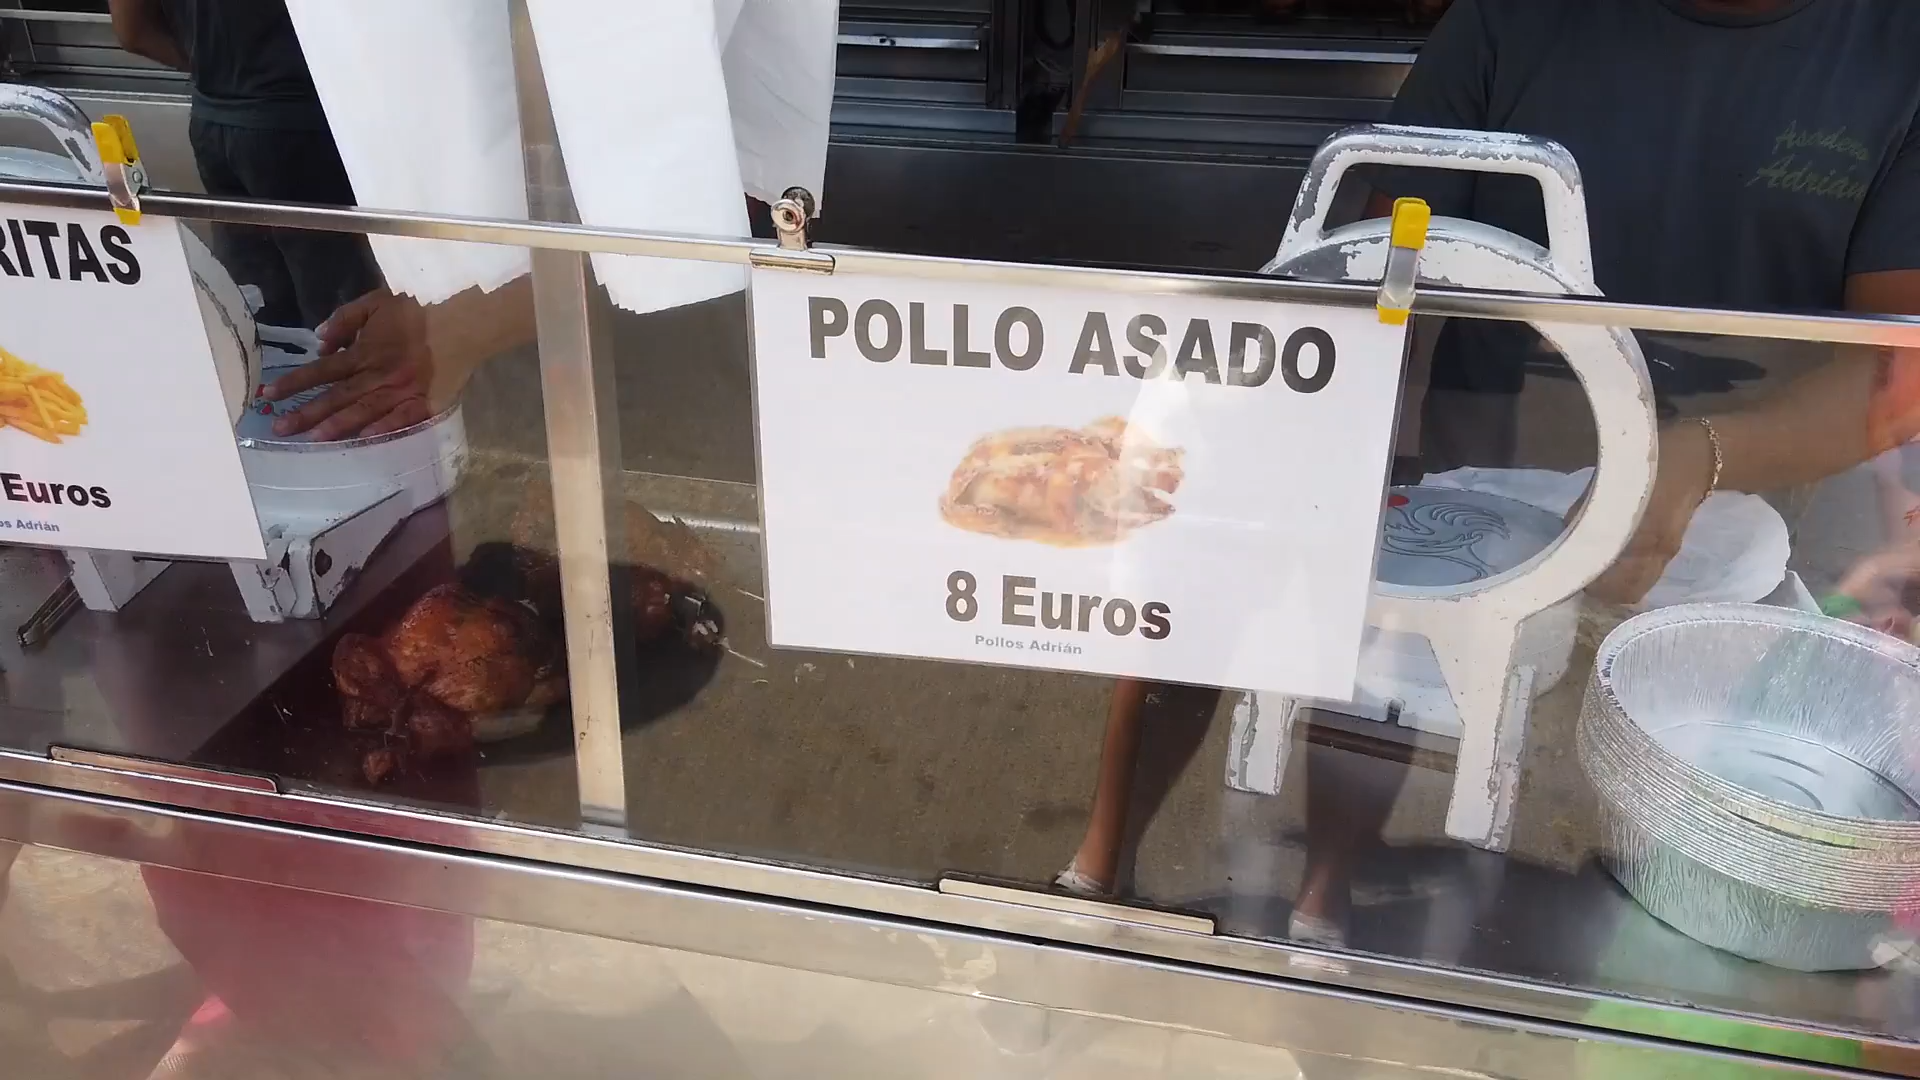 RITAS
Euros
os Adrián
POLLO ASADO
8 Euros
Pollos Adrián
Asadero
Adrián